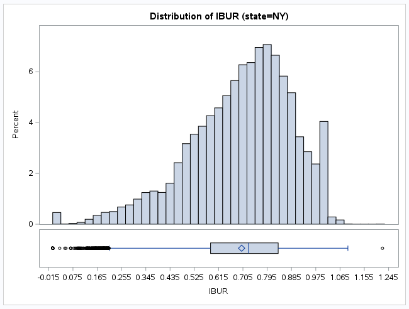 Distribution of IBUR (state=NY)
6
4
Percent
2
0
-0.015 0.075 0.165 0.255 0.345 0.435 0.525 0.615 0.705 0.795 0.885 0.975 1.065 1.155 1.245
IBUR